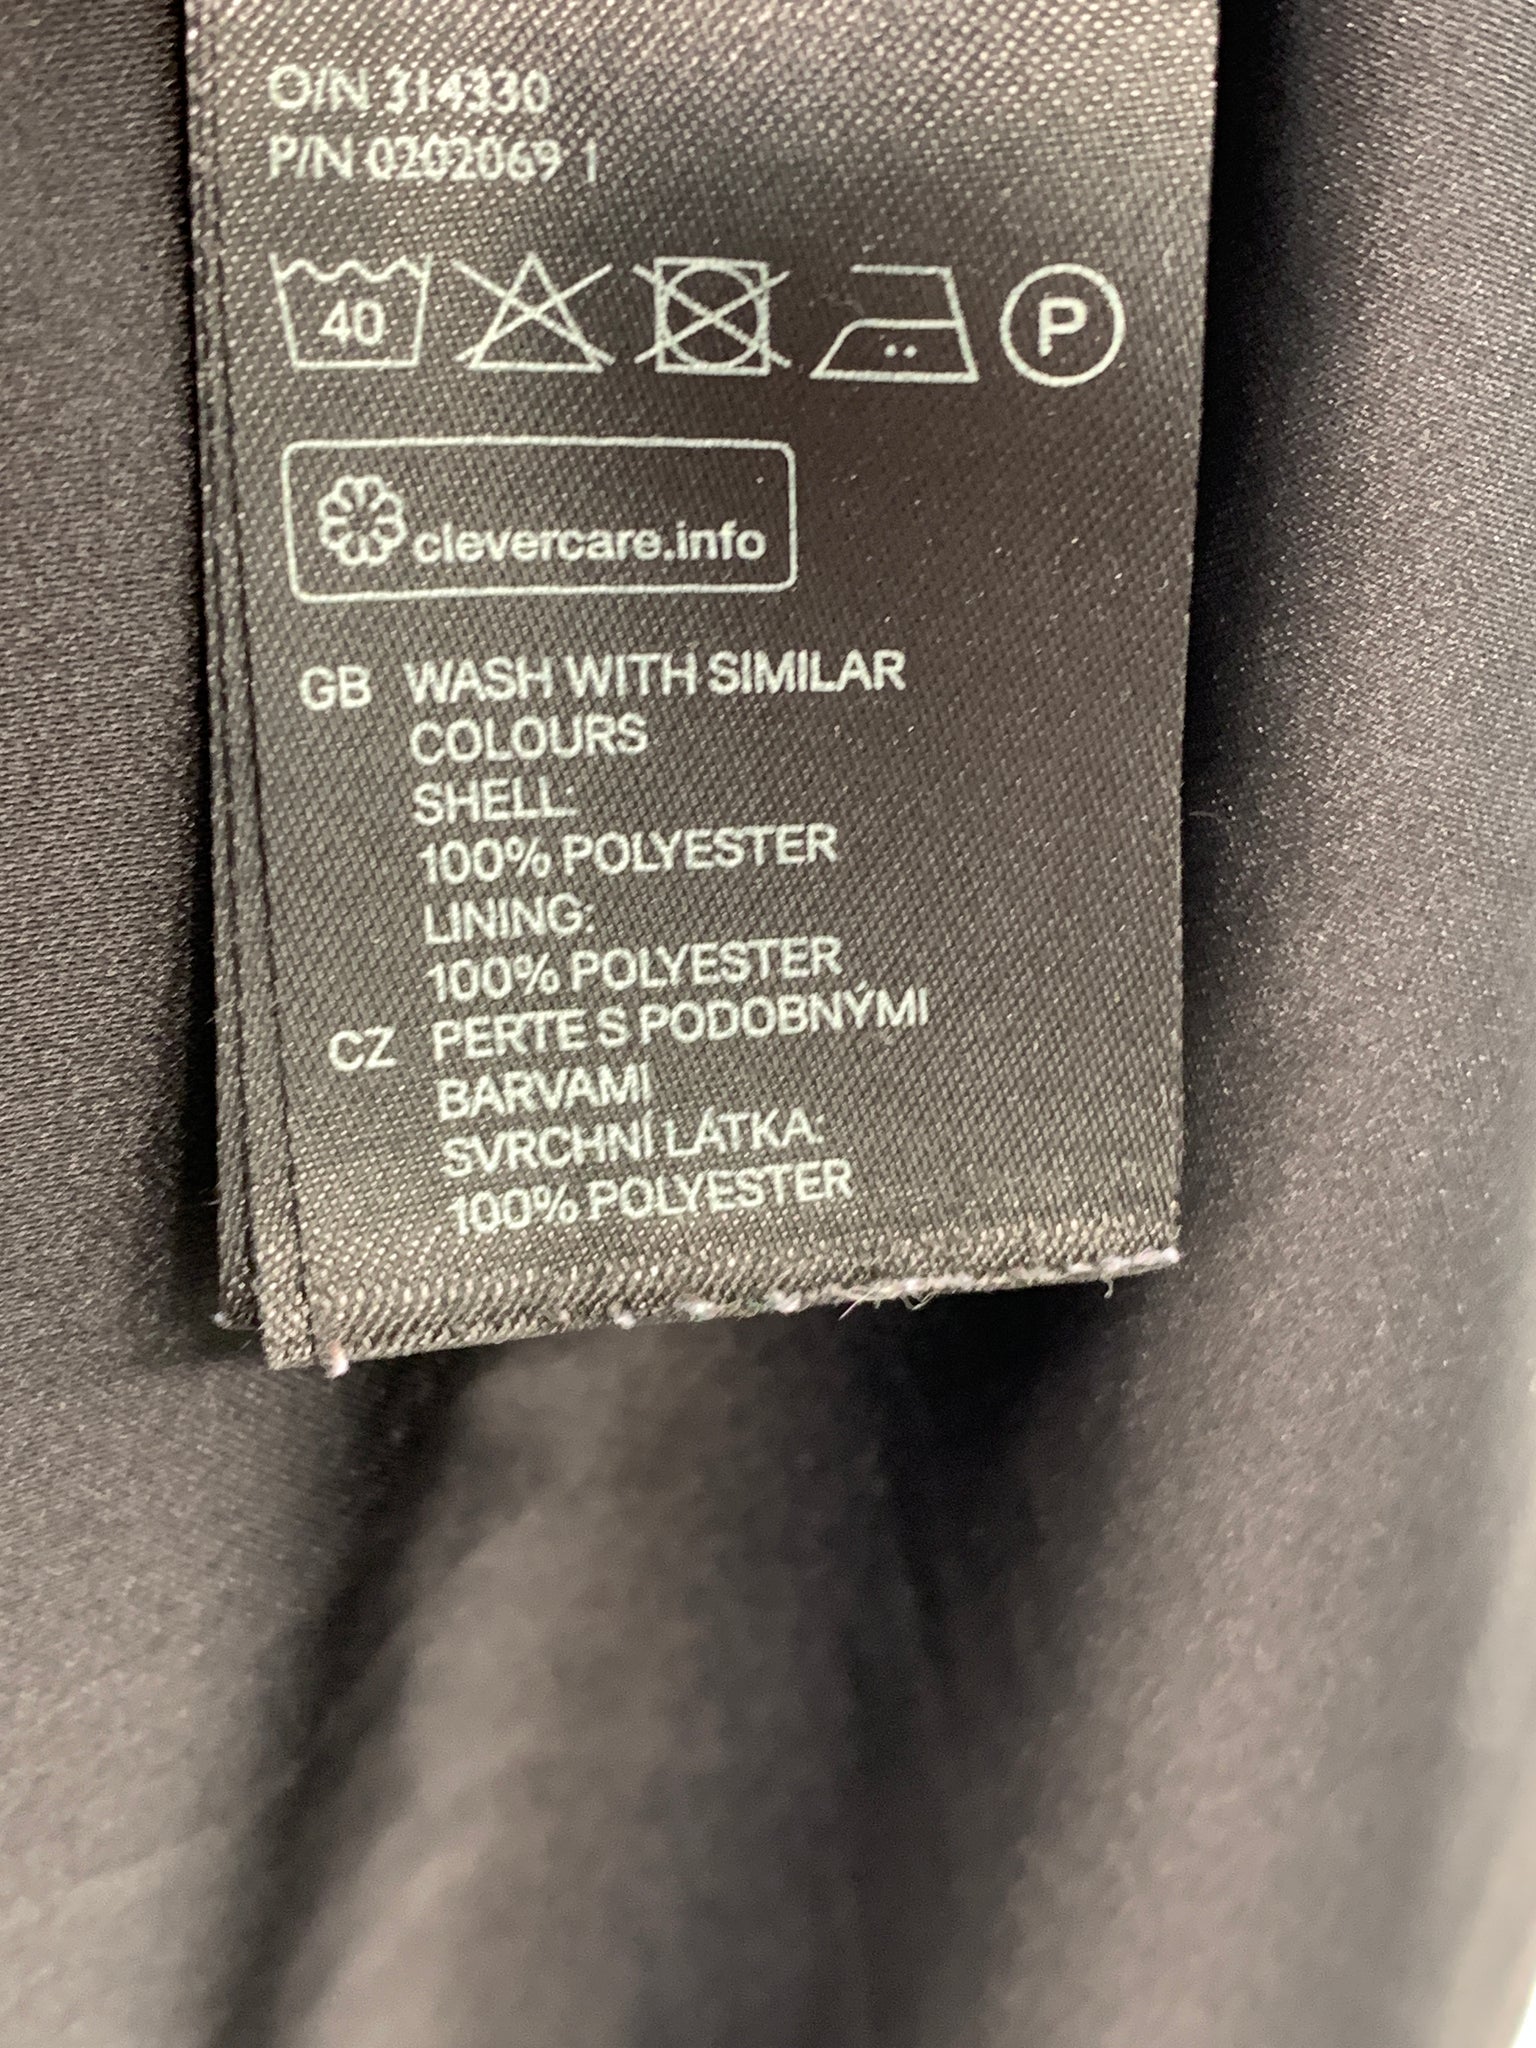 O/N 314330
P/N 0202069 1
40
P
clevercare.info
GB WASH WITH SIMILAR
COLOURS
SHELL:
100% POLYESTER
LINING:
100% POLYESTER
CZ PERTE S PODOBNÝMI
BARVAMI
SVRCHNÍ LÁTKA:
100% POLYESTER